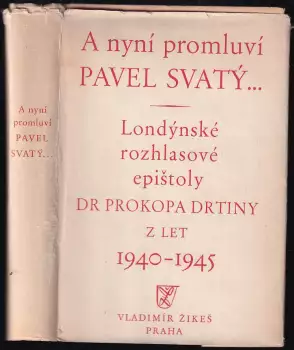 A nyní
promluví
PAVEL
SVATÝ...
A nyní promluví
PAVEL SVATÝ...
Londýnské
rozhlasové
epištoly
DR PROKOPA DRTINY
Z LET
1940-1945
VLADIMÍR ŽIKEŠ
PRAHA